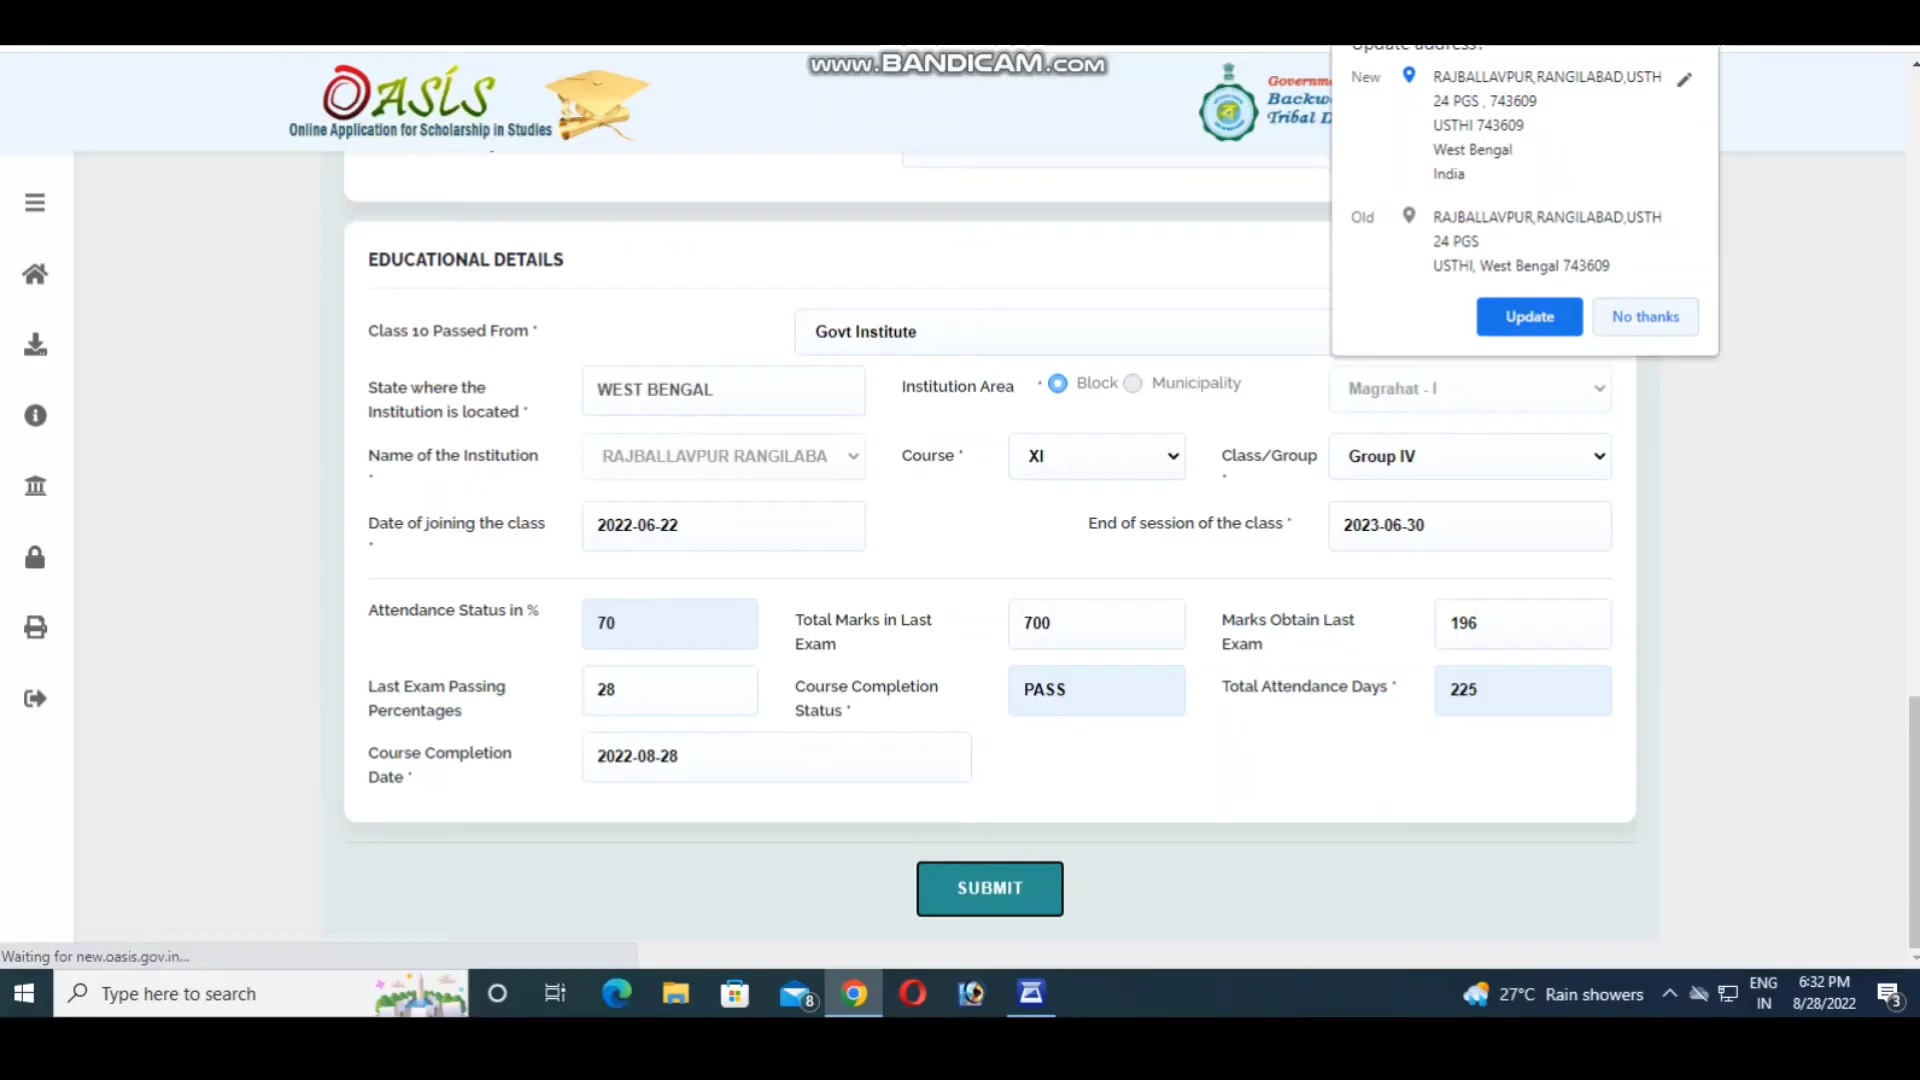 www.BANDICAM.com
OASIS
Online Application for Scholarship in Studies
Governme
Backwa
Tribal D
Update address?
New
RAJBALLAVPUR,RANGILABAD,USTH
24 PGS , 743609
USTHI 743609
West Bengal
India
Old
RAJBALLAVPUR,RANGILABAD,USTH
24 PGS
USTHI, West Bengal 743609
Update
No thanks
EDUCATIONAL DETAILS
Class 10 Passed From *
Govt Institute
State where the
Institution is located *
WEST BENGAL
Institution Area *
Block
Municipality
Magrahat - I
Name of the Institution
*
RAJBALLAVPUR RANGILABA
Course *
XI
Class/Group
*
Group IV
Date of joining the class
*
2022-06-22
End of session of the class *
2023-06-30
Attendance Status in %
70
Total Marks in Last
Exam
700
Marks Obtain Last
Exam
196
Last Exam Passing
Percentages
28
Course Completion
Status *
PASS
Total Attendance Days *
225
Course Completion
Date *
2022-08-28
SUBMIT
Waiting for new.oasis.gov.in...
Type here to search
8
27°C Rain showers
ENG
IN
6:32 PM
8/28/2022
3